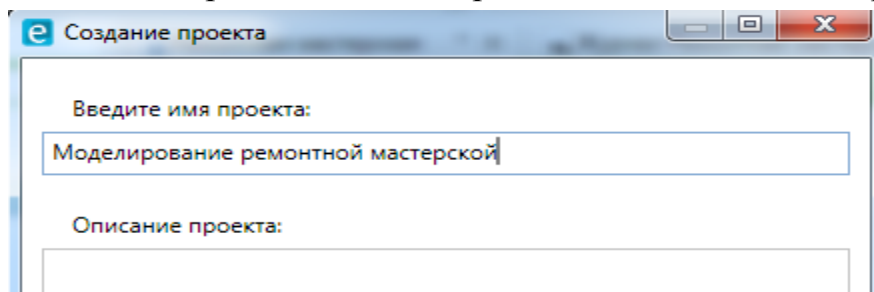 Создание проекта
Введите имя проекта:
Моделирование ремонтной мастерской
Описание проекта: